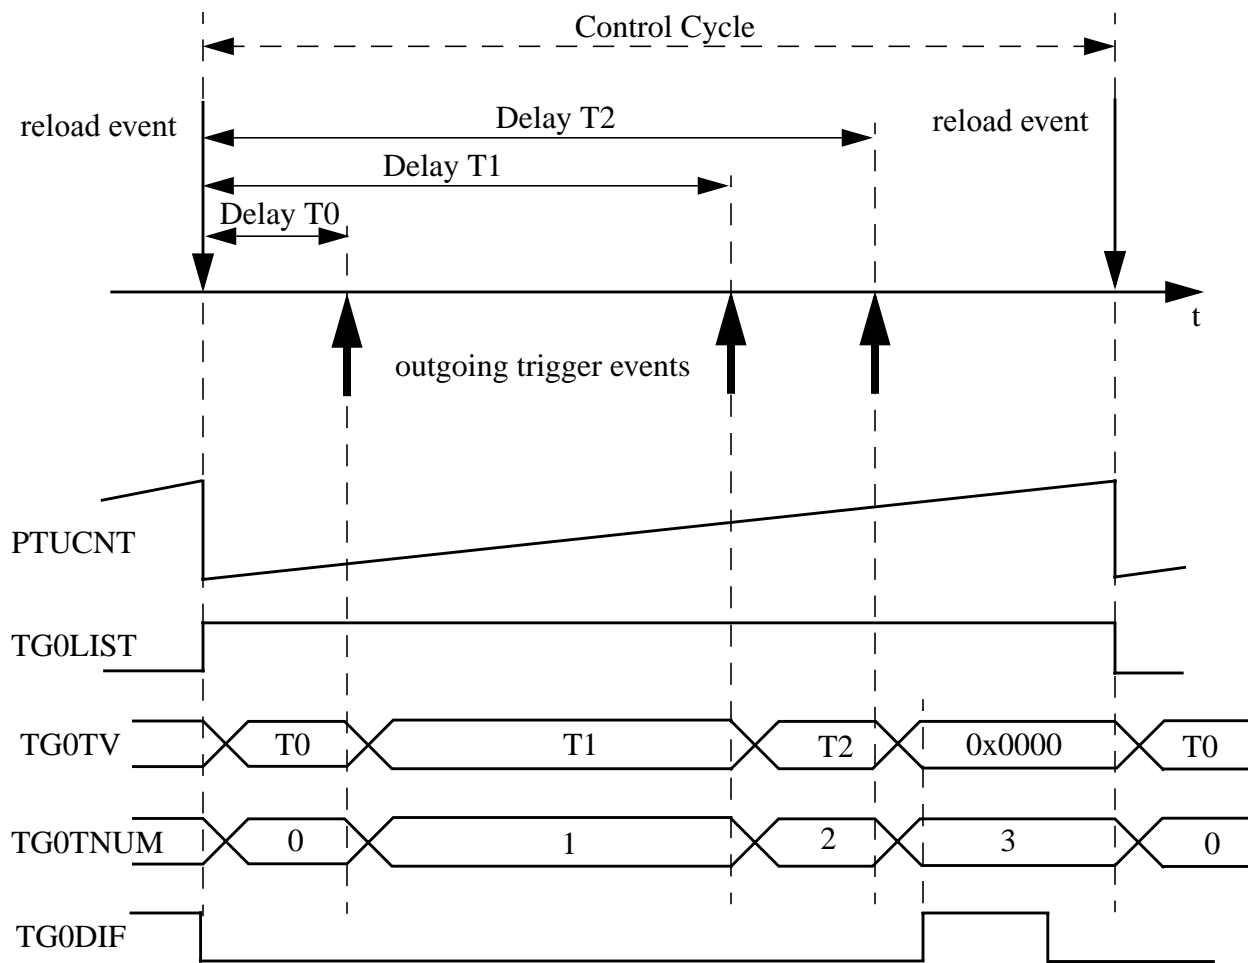 Control Cycle
reload event
Delay T2
reload event
Delay T1
Delay T0
t
outgoing trigger events
PTUCNT
TG0LIST
TG0TV T0 T1 T2 0x0000 T0
TG0TNUM 0 1 2 3 0
TG0DIF